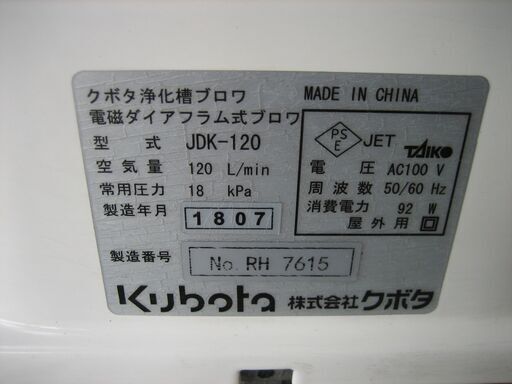 クボタ浄化槽ブロワ MADE IN CHINA
電磁ダイアフラム式ブロワ
型式 JDK-120
空気量 120 L/min
常用圧力 18 kPa
製造年月 1807
製造番号 No. RH 7615
PS E JET TAIKO
電圧 AC100 V
周波数 50/60 Hz
消費電力 92 W
屋外用
Kubota 株式会社クボタ